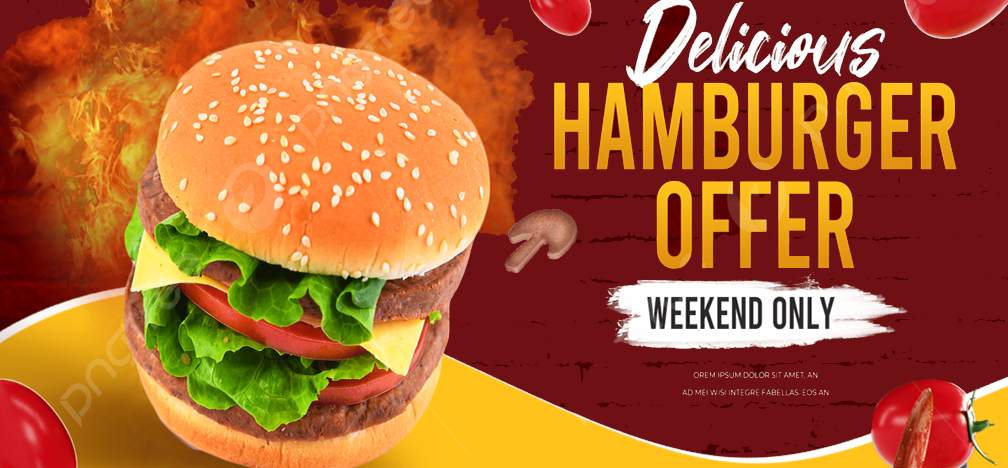 Delicious
HAMBURGER
OFFER
WEEKEND ONLY
OREM IPSUM DOLOR SIT AMET, AN
AD MEI WISI INTEGRE FABELLAS. EOS AN